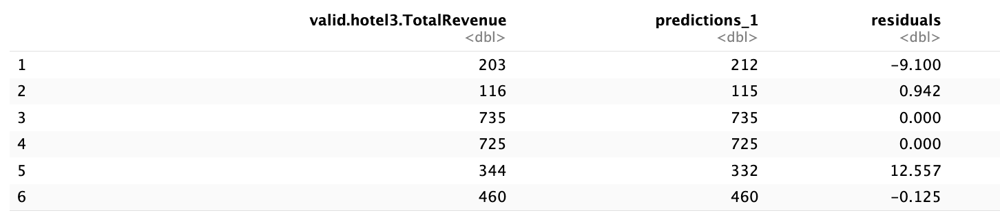 valid.hotel3.TotalRevenue predictions_1 residuals
<dbl> <dbl> <dbl>
1 203 212 -9.100
2 116 115 0.942
3 735 735 0.000
4 725 725 0.000
5 344 332 12.557
6 460 460 -0.125